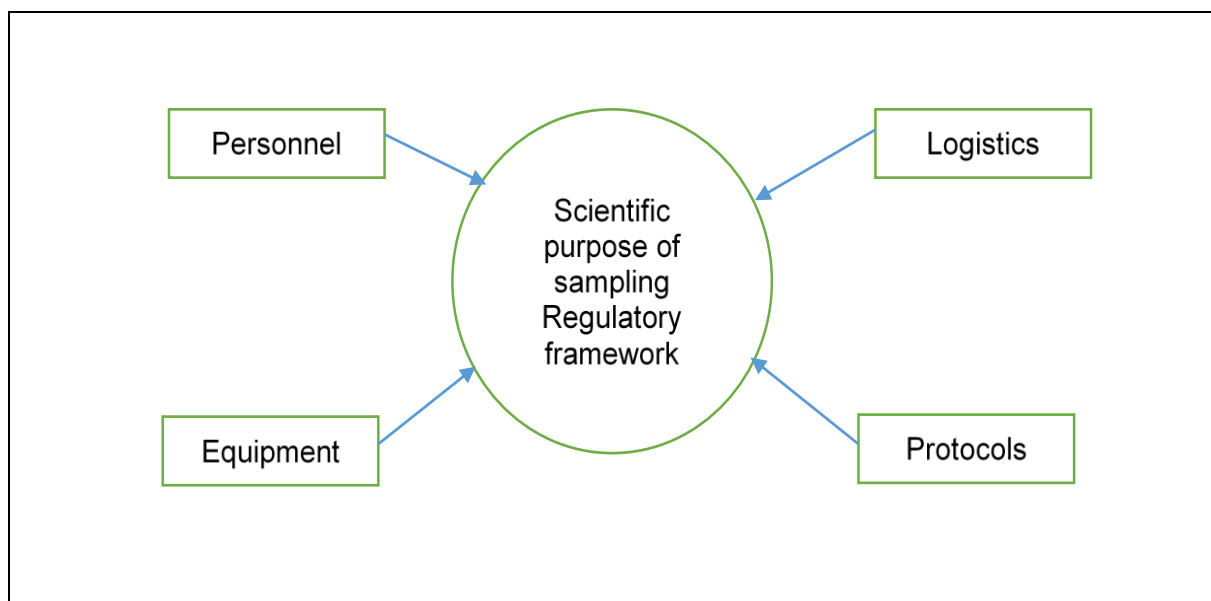 Personnel
Logistics
Scientific
purpose of
sampling
Regulatory
framework
Equipment
Protocols